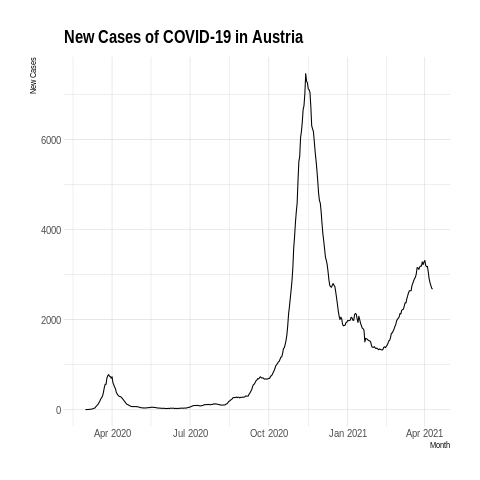 New Cases of COVID-19 in Austria
New Cases
6000
4000
2000
0
Apr 2020 Jul 2020 Oct 2020 Jan 2021 Apr 2021
Month